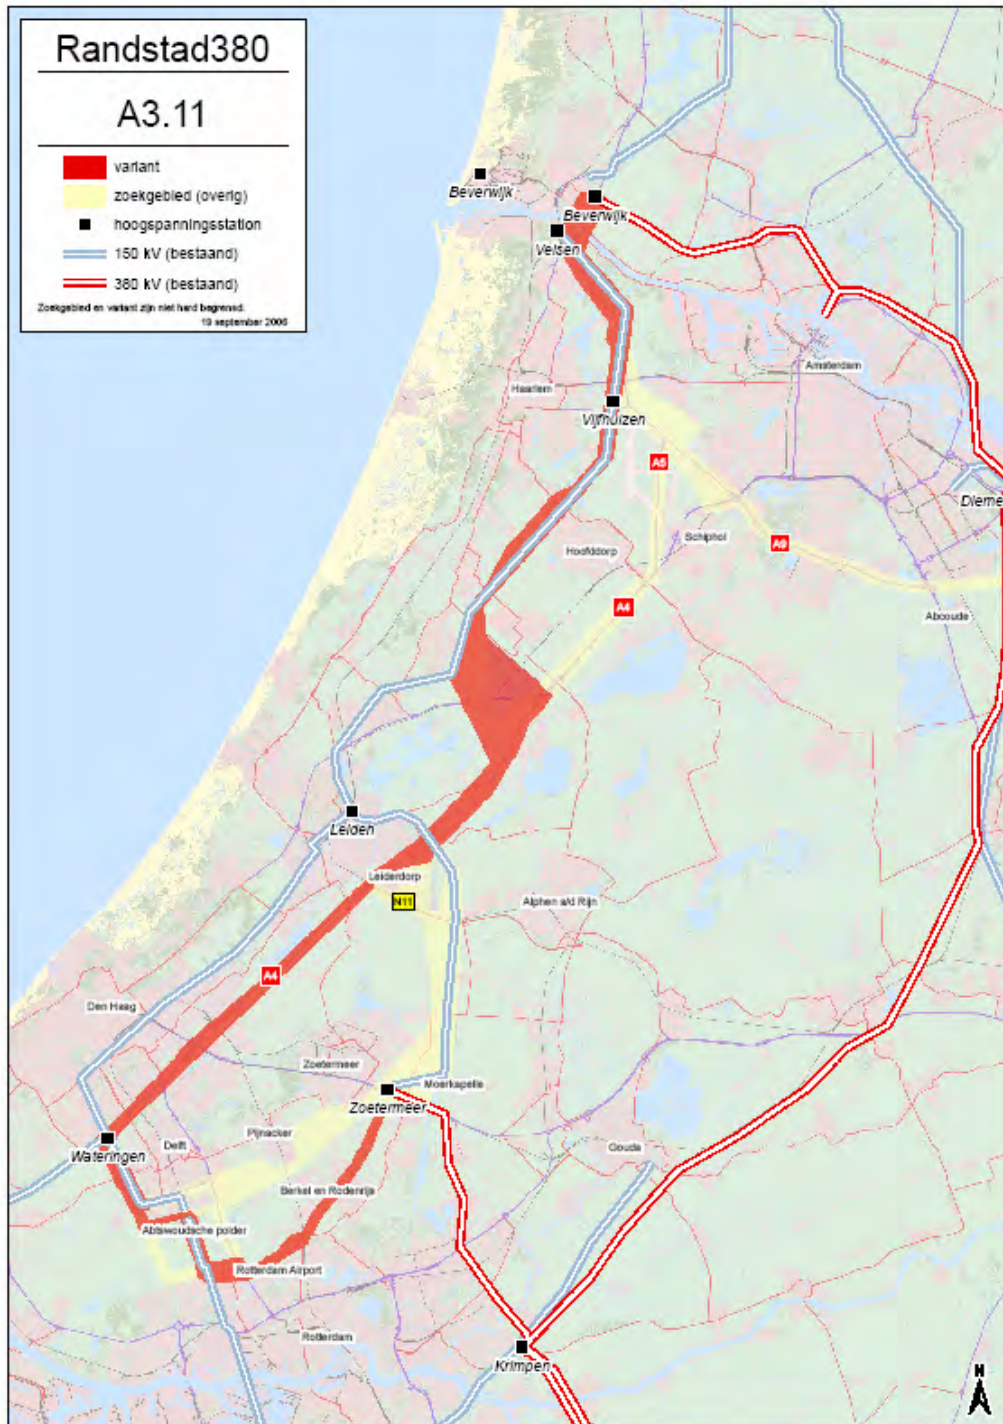 Randstad380
A3.11
variant
zoekgebied (overig)
hoogspanningsstation
150 kV (bestaand)
380 kV (bestaand)
Zoekgebied en variant zijn niet hard begrensd.
19 september 2006
Beverwijk
Beverwijk
Velsen
Amsterdam
Haarlem
Vijfhuizen
A5
Dieme
Schiphol
A9
Hoofddorp
A4
Abcoude
Leiden
Leiderdorp
N11
Alphen a/d Rijn
A4
Den Haag
Zoetermeer
Moerkapelle
Zoetermeer
Pijnacker
Delft
Wateringen
Gouda
Berkel en Rodenrijs
Abtswoudsche polder
Rotterdam Airport
Rotterdam
Krimpen
N